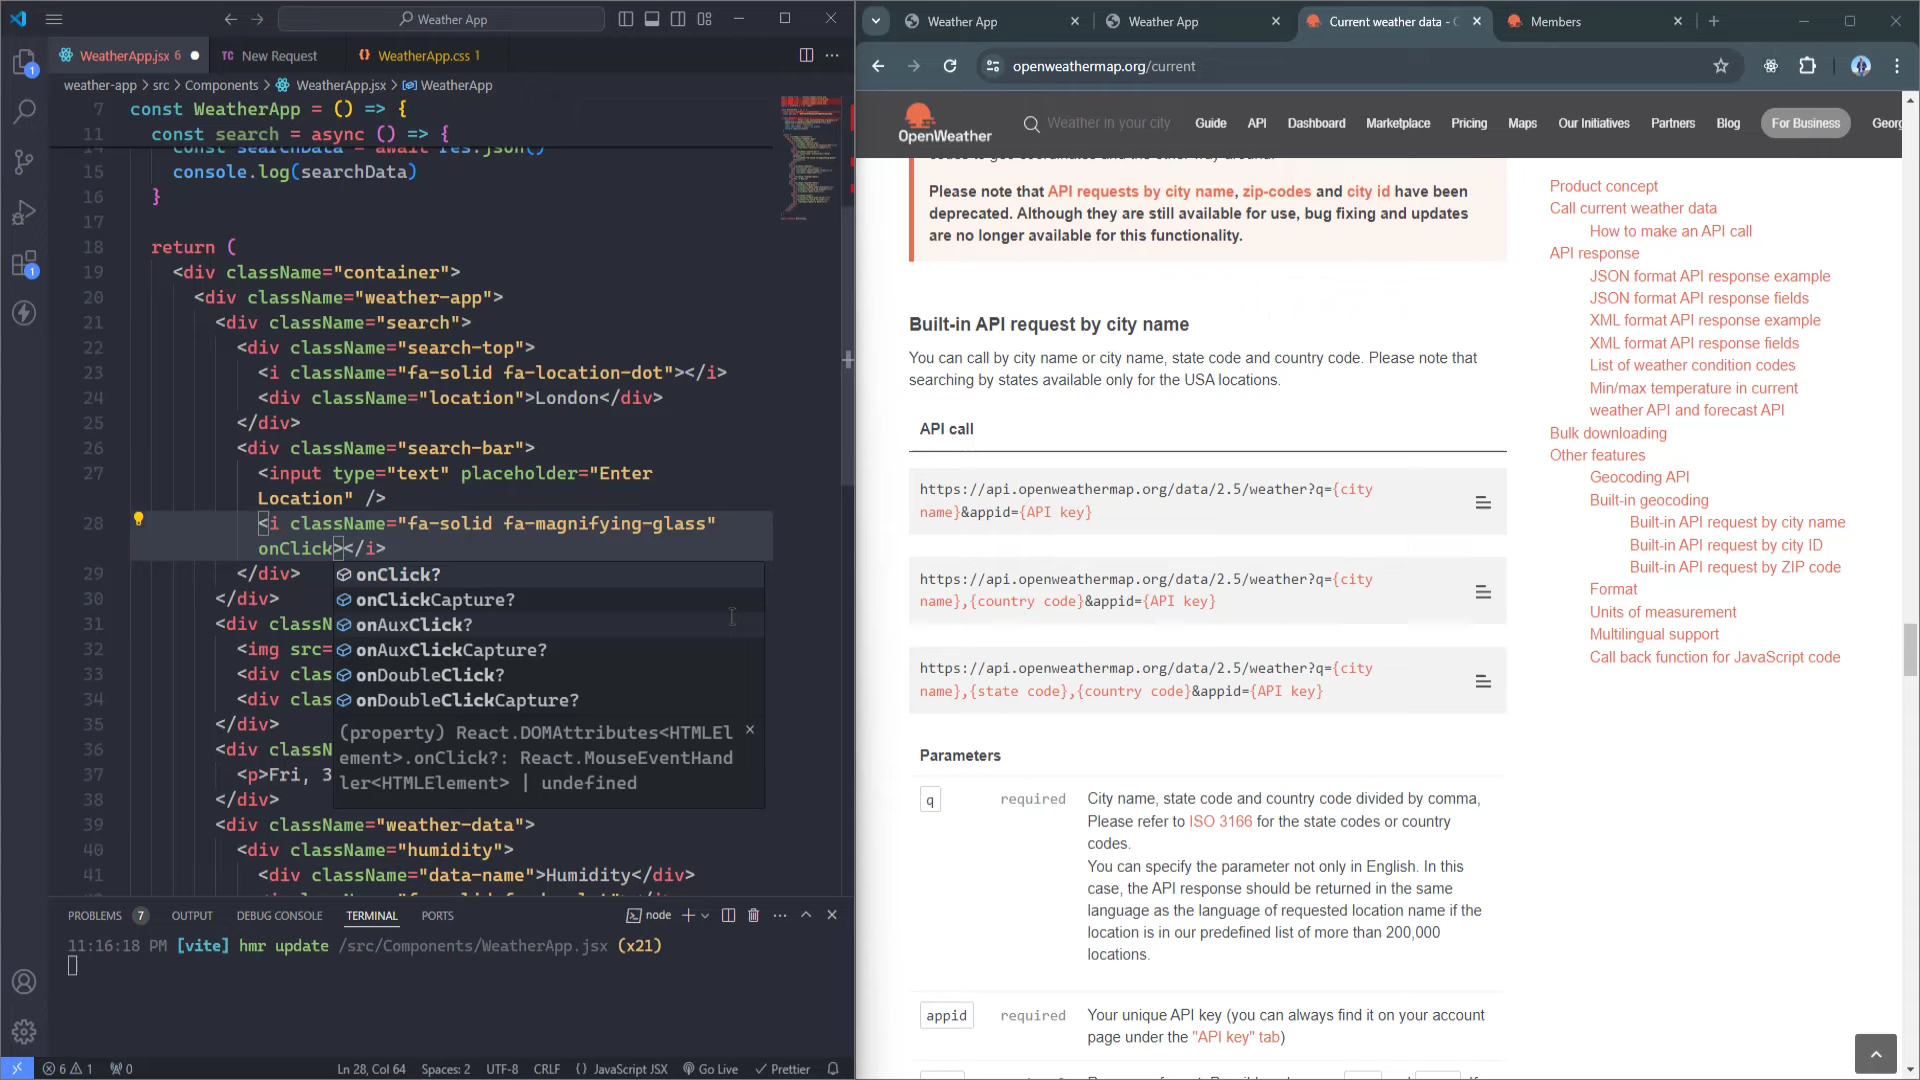 Weather App
WeatherApp.jsx 6
TC New Request
WeatherApp.css 1
weather-app > src > Components > WeatherApp.jsx > WeatherApp
7 const WeatherApp = () => {
11 const search = async () => {
14 const searchData = await res.json()
15 console.log(searchData)
16 }
17
18 return (
19 <div className="container">
20 <div className="weather-app">
21 <div className="search">
22 <div className="search-top">
23 <i className="fa-solid fa-location-dot"></i>
24 <div className="location">London</div>
25 </div>
26 <div className="search-bar">
27 <input type="text" placeholder="Enter
Location" />
28 <i className="fa-solid fa-magnifying-glass"
onClick></i>
29 </div>
30 </div>
31 <div classN
32 <img src=
33 <div clas
34 <div clas
35 </div>
36 <div classN
37 <p>Fri, 3
38 </div>
39 <div className="weather-data">
40 <div className="humidity">
41 <div className="data-name">Humidity</div>
onClick?
onClickCapture?
onAuxClick?
onAuxClickCapture?
onDoubleClick?
onDoubleClickCapture?
(property) React.DOMAttributes<HTMLEl
ement>.onClick?: React.MouseEventHand
ler<HTMLElement> | undefined
PROBLEMS 7 OUTPUT DEBUG CONSOLE TERMINAL PORTS
node
11:16:18 PM [vite] hmr update /src/Components/WeatherApp.jsx (x21)
6 1 0 Ln 28, Col 64 Spaces: 2 UTF-8 CRLF {} JavaScript JSX Go Live Prettier
Weather App
Weather App
Current weather data - C
Members
openweathermap.org/current
OpenWeather
Weather in your city
Guide API Dashboard Marketplace Pricing Maps Our Initiatives Partners Blog For Business Georg
Please note that API requests by city name, zip-codes and city id have been
deprecated. Although they are still available for use, bug fixing and updates
are no longer available for this functionality.
Built-in API request by city name
You can call by city name or city name, state code and country code. Please note that
searching by states available only for the USA locations.
API call
https://api.openweathermap.org/data/2.5/weather?q={city
name}&appid={API key}
https://api.openweathermap.org/data/2.5/weather?q={city
name},{country code}&appid={API key}
https://api.openweathermap.org/data/2.5/weather?q={city
name},{state code},{country code}&appid={API key}
Parameters
q required City name, state code and country code divided by comma,
Please refer to ISO 3166 for the state codes or country
codes.
You can specify the parameter not only in English. In this
case, the API response should be returned in the same
language as the language of requested location name if the
location is in our predefined list of more than 200,000
locations.
appid required Your unique API key (you can always find it on your account
page under the "API key" tab)
Product concept
Call current weather data
How to make an API call
API response
JSON format API response example
JSON format API response fields
XML format API response example
XML format API response fields
List of weather condition codes
Min/max temperature in current
weather API and forecast API
Bulk downloading
Other features
Geocoding API
Built-in geocoding
Built-in API request by city name
Built-in API request by city ID
Built-in API request by ZIP code
Format
Units of measurement
Multilingual support
Call back function for JavaScript code